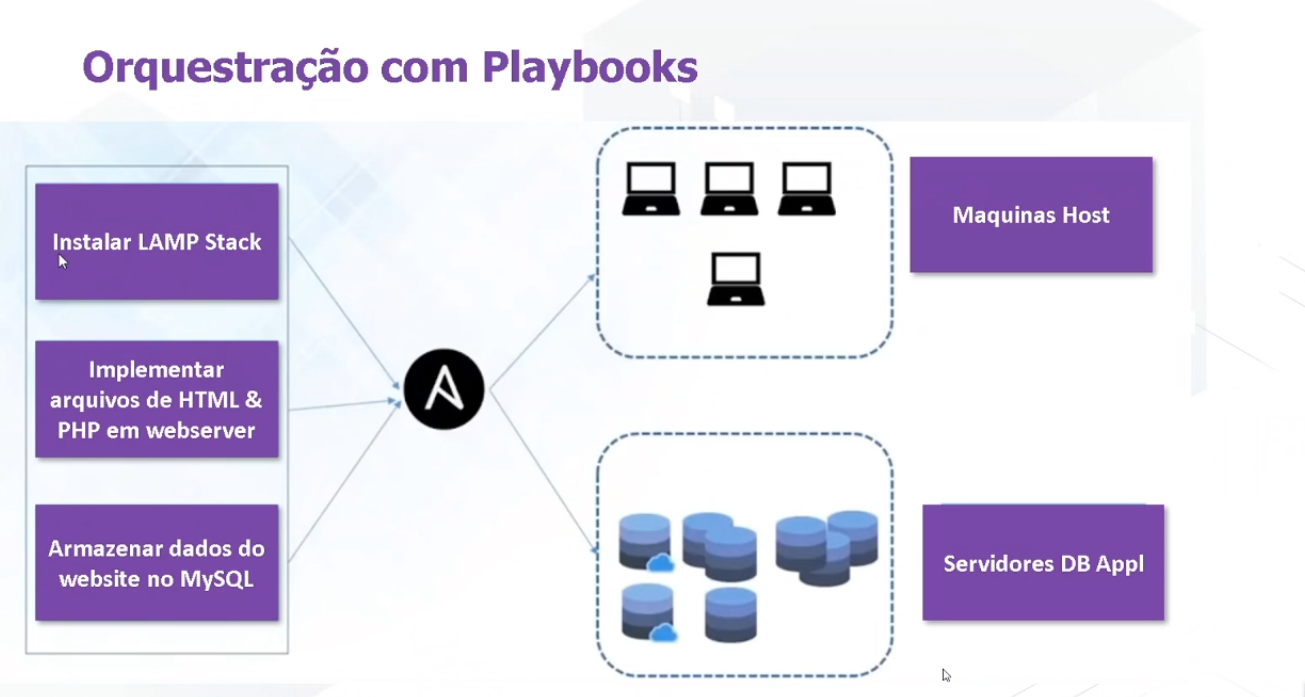 Orquestração com Playbooks
Instalar LAMP Stack
Implementar
arquivos de HTML &
PHP em webserver
Armazenar dados do
website no MySQL
Maquinas Host
Servidores DB Appl